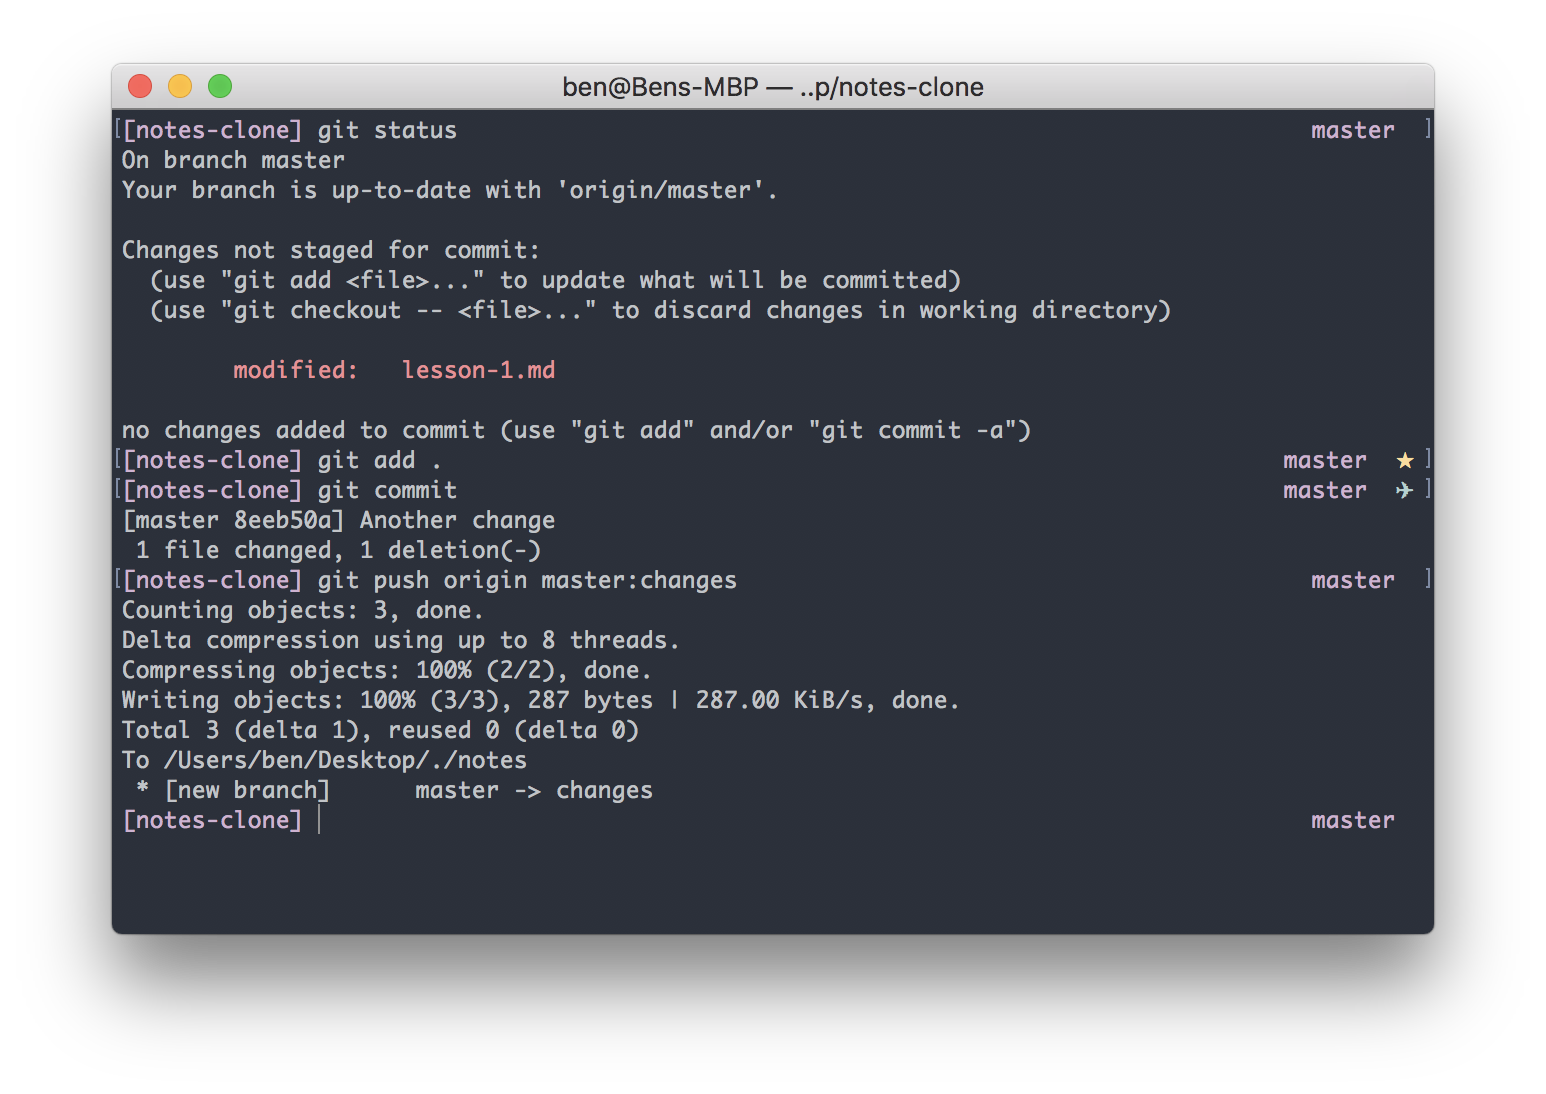 ben@Bens-MBP — ..p/notes-clone
[[notes-clone] git status master ]
On branch master
Your branch is up-to-date with 'origin/master'.
Changes not staged for commit:
  (use "git add <file>..." to update what will be committed)
  (use "git checkout -- <file>..." to discard changes in working directory)
        modified:   lesson-1.md
no changes added to commit (use "git add" and/or "git commit -a")
[[notes-clone] git add . master ★ ]
[[notes-clone] git commit master ✈ ]
[master 8eeb50a] Another change
 1 file changed, 1 deletion(-)
[[notes-clone] git push origin master:changes master ]
Counting objects: 3, done.
Delta compression using up to 8 threads.
Compressing objects: 100% (2/2), done.
Writing objects: 100% (3/3), 287 bytes | 287.00 KiB/s, done.
Total 3 (delta 1), reused 0 (delta 0)
To /Users/ben/Desktop/./notes
 * [new branch]      master -> changes
[notes-clone] master